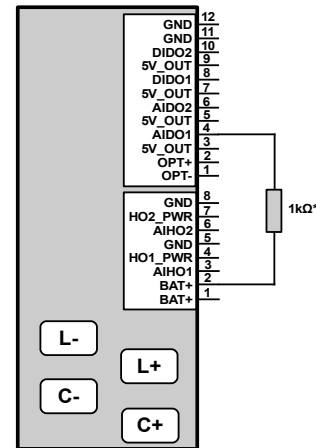 GND 12
GND 11
DIDO2 10
5V_OUT 9
DIDO1 8
5V_OUT 7
AIDO2 6
5V_OUT 5
AIDO1 4
5V_OUT 3
OPT+ 2
OPT- 1
GND 8
HO2_PWR 7
AIHO2 6
GND 5
HO1_PWR 4
AIHO1 3
BAT+ 2
BAT+ 1
1kΩ*
L-
L+
C-
C+